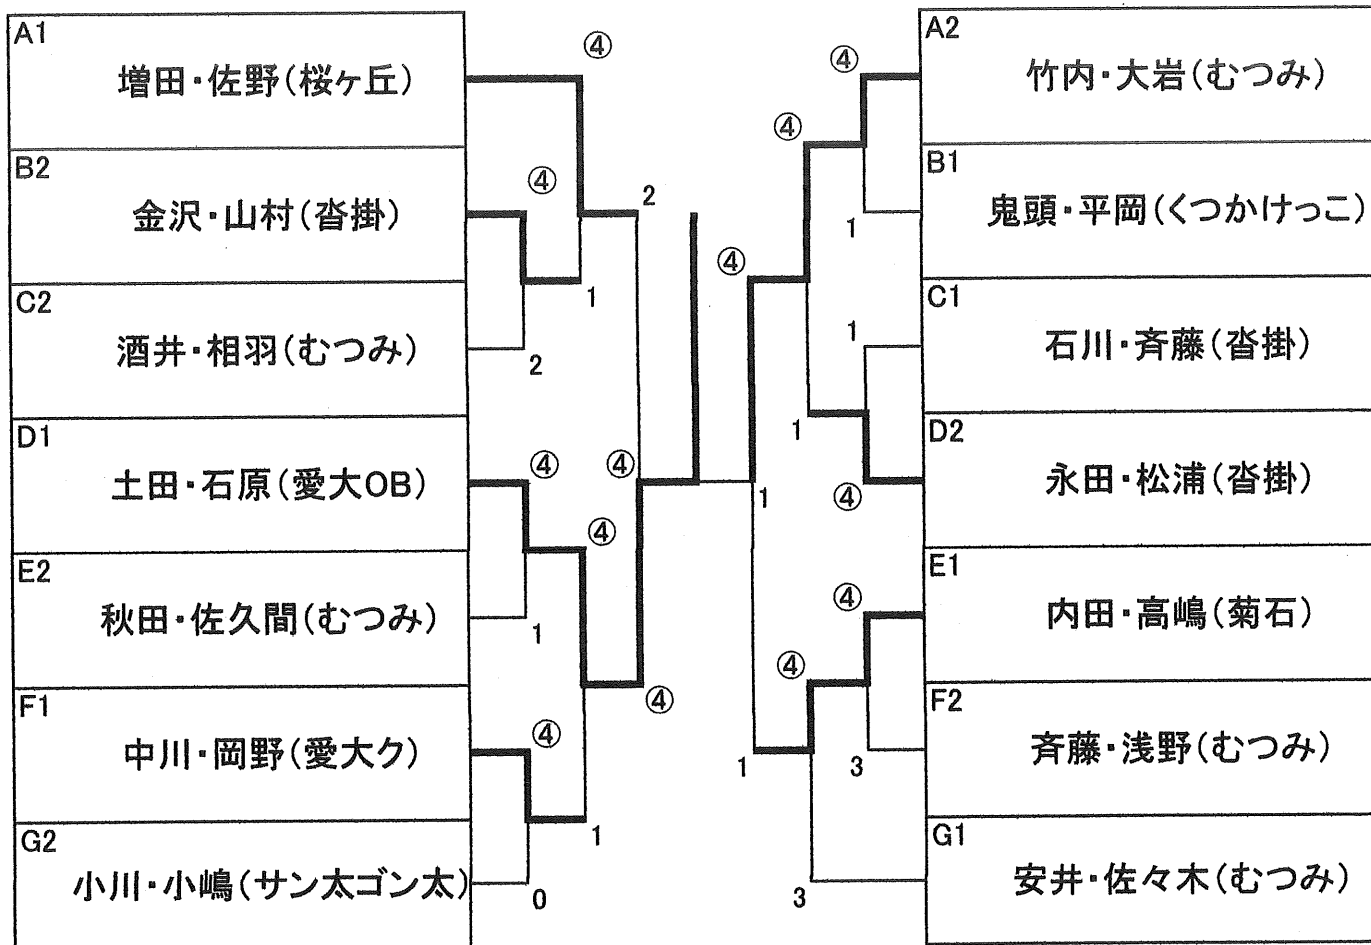 A1
増田・佐野(桜ヶ丘)
B2
金沢・山村(沓掛)
C2
酒井・相羽(むつみ)
D1
土田・石原(愛大OB)
E2
秋田・佐久間(むつみ)
F1
中川・岡野(愛大ク)
G2
小川・小嶋(サン太ゴン太)
④
④
2
1
2
④
④
④
1
④
④
1
0
④
④
④
1
1
1
1
④
④
④
1
3
3
A2
竹内・大岩(むつみ)
B1
鬼頭・平岡(くつかけっこ)
C1
石川・斉藤(沓掛)
D2
永田・松浦(沓掛)
E1
内田・高嶋(菊石)
F2
斉藤・浅野(むつみ)
G1
安井・佐々木(むつみ)